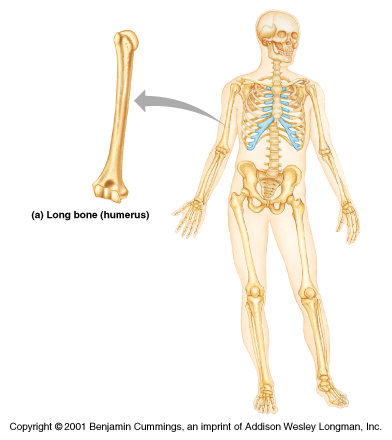 (a) Long bone (humerus)
Copyright © 2001 Benjamin Cummings, an imprint of Addison Wesley Longman, Inc.